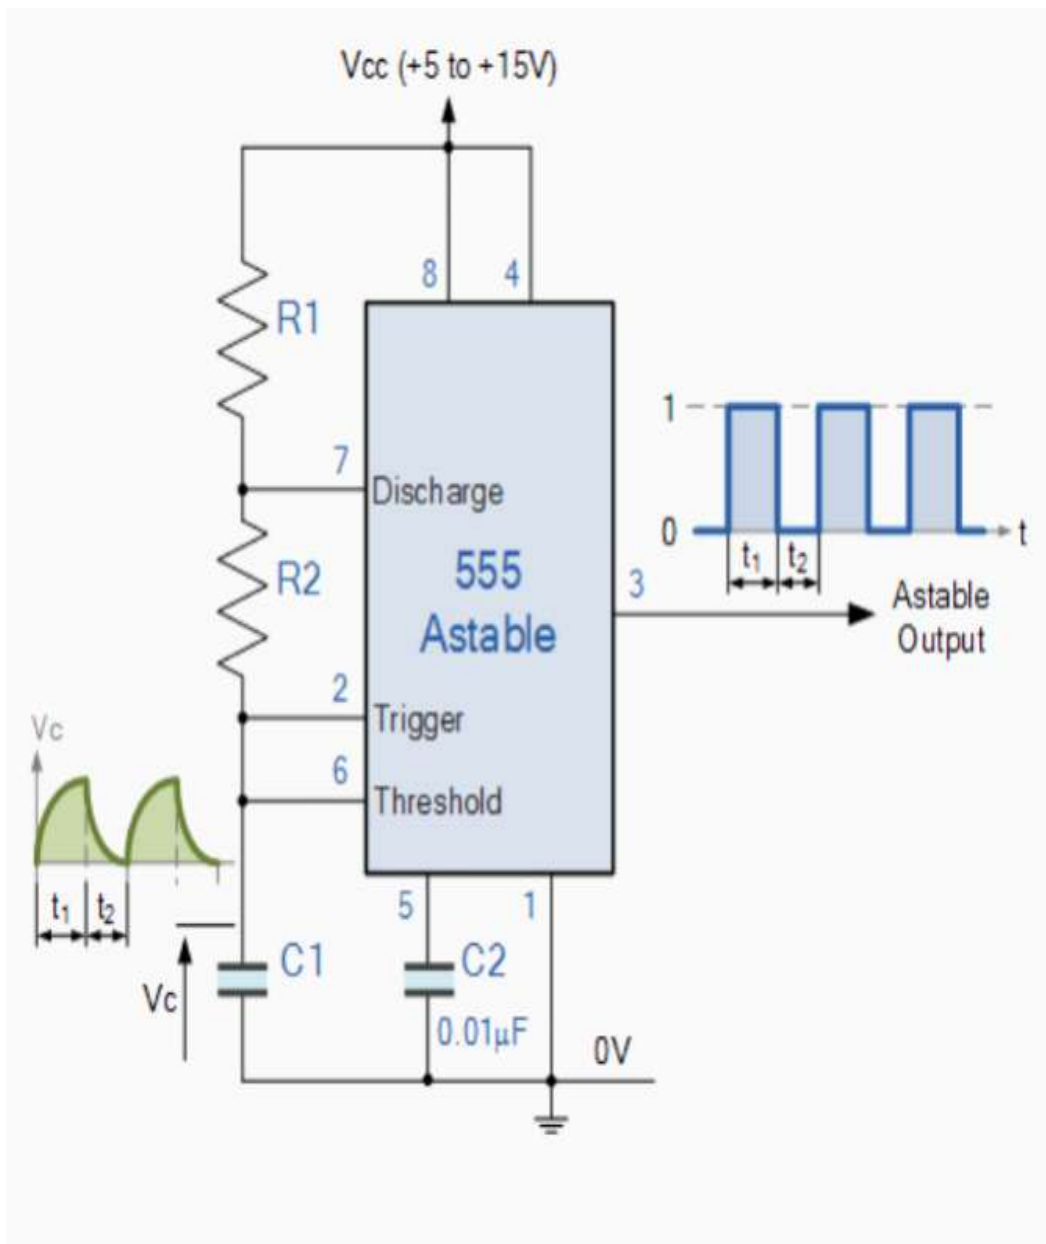 Vcc (+5 to +15V)
8
4
R1
7
Discharge
1
0
t
t1
t2
R2
555
Astable
3
Astable
Output
2
Trigger
Vc
6
Threshold
t1
t2
5
1
C1
C2
Vc
0.01µF
0V